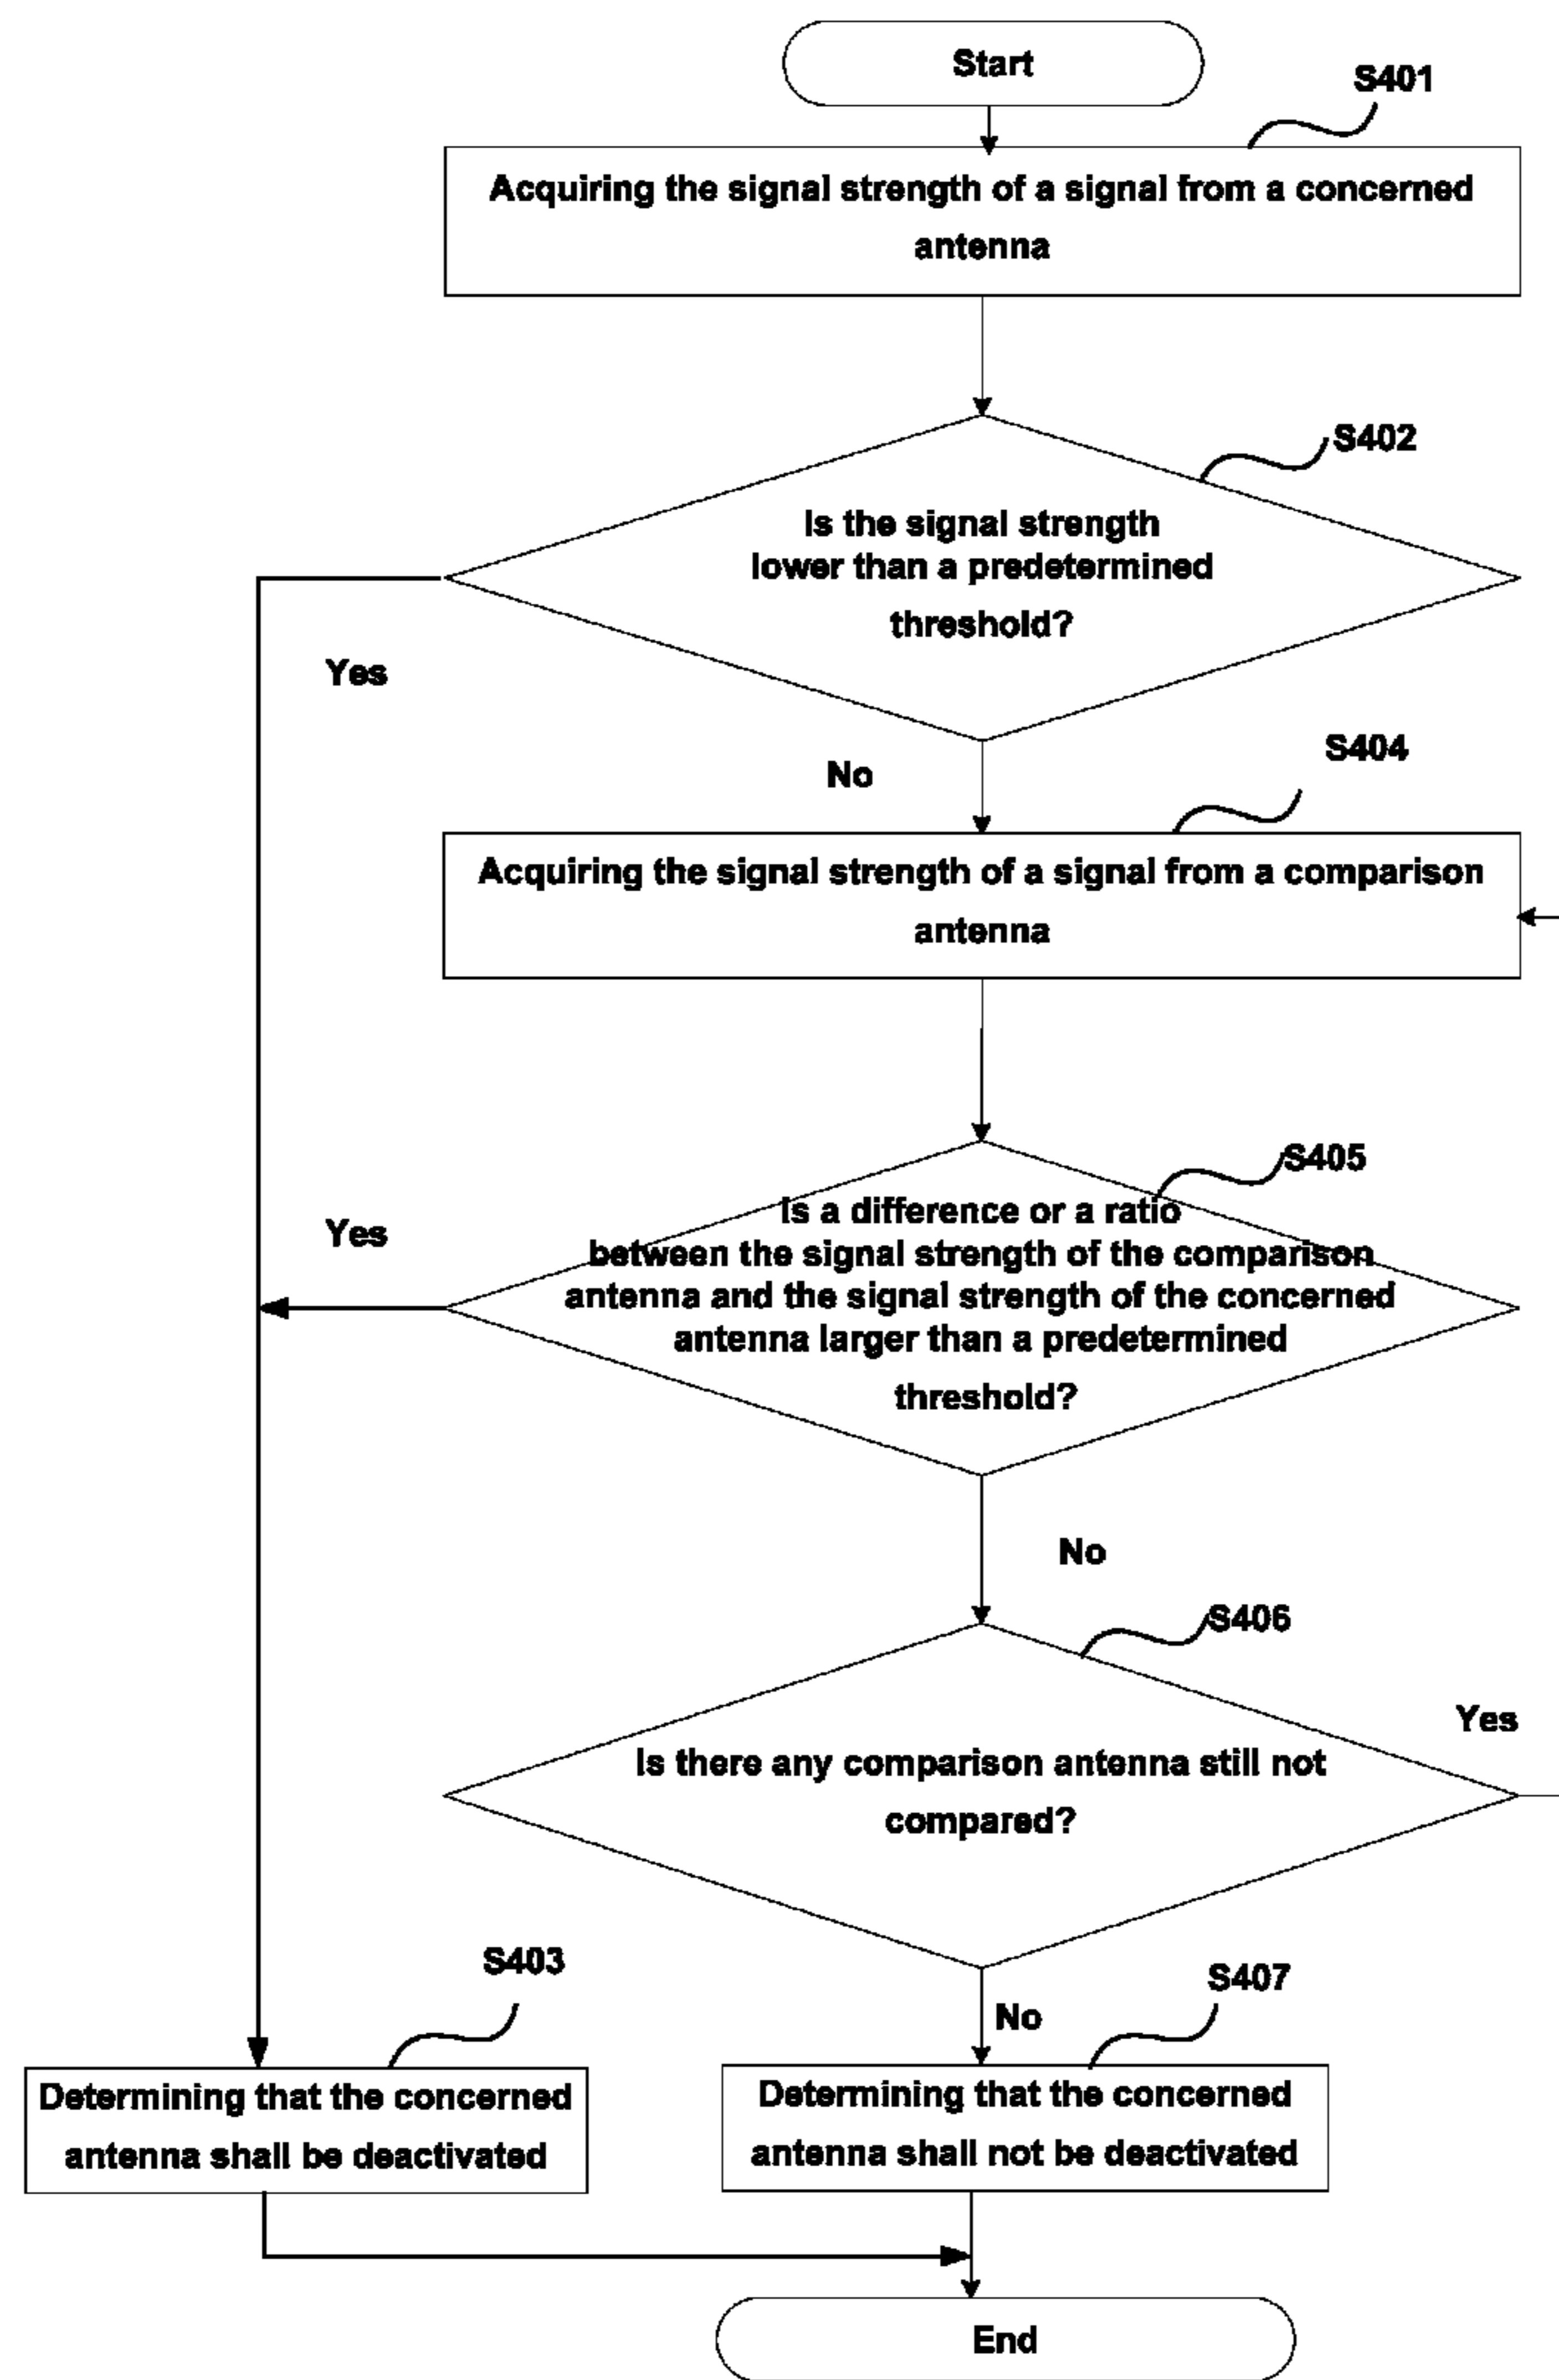 Start
S401
Acquiring the signal strength of a signal from a concerned
antenna
S402
Is the signal strength
lower than a predetermined
threshold?
Yes
No
S404
Acquiring the signal strength of a signal from a comparison
antenna
S405
Is a difference or a ratio
between the signal strength of the comparison
antenna and the signal strength of the concerned
antenna larger than a predetermined
threshold?
Yes
No
S406
Is there any comparison antenna still not
compared?
Yes
No
S403
Determining that the concerned
antenna shall be deactivated
S407
Determining that the concerned
antenna shall not be deactivated
End